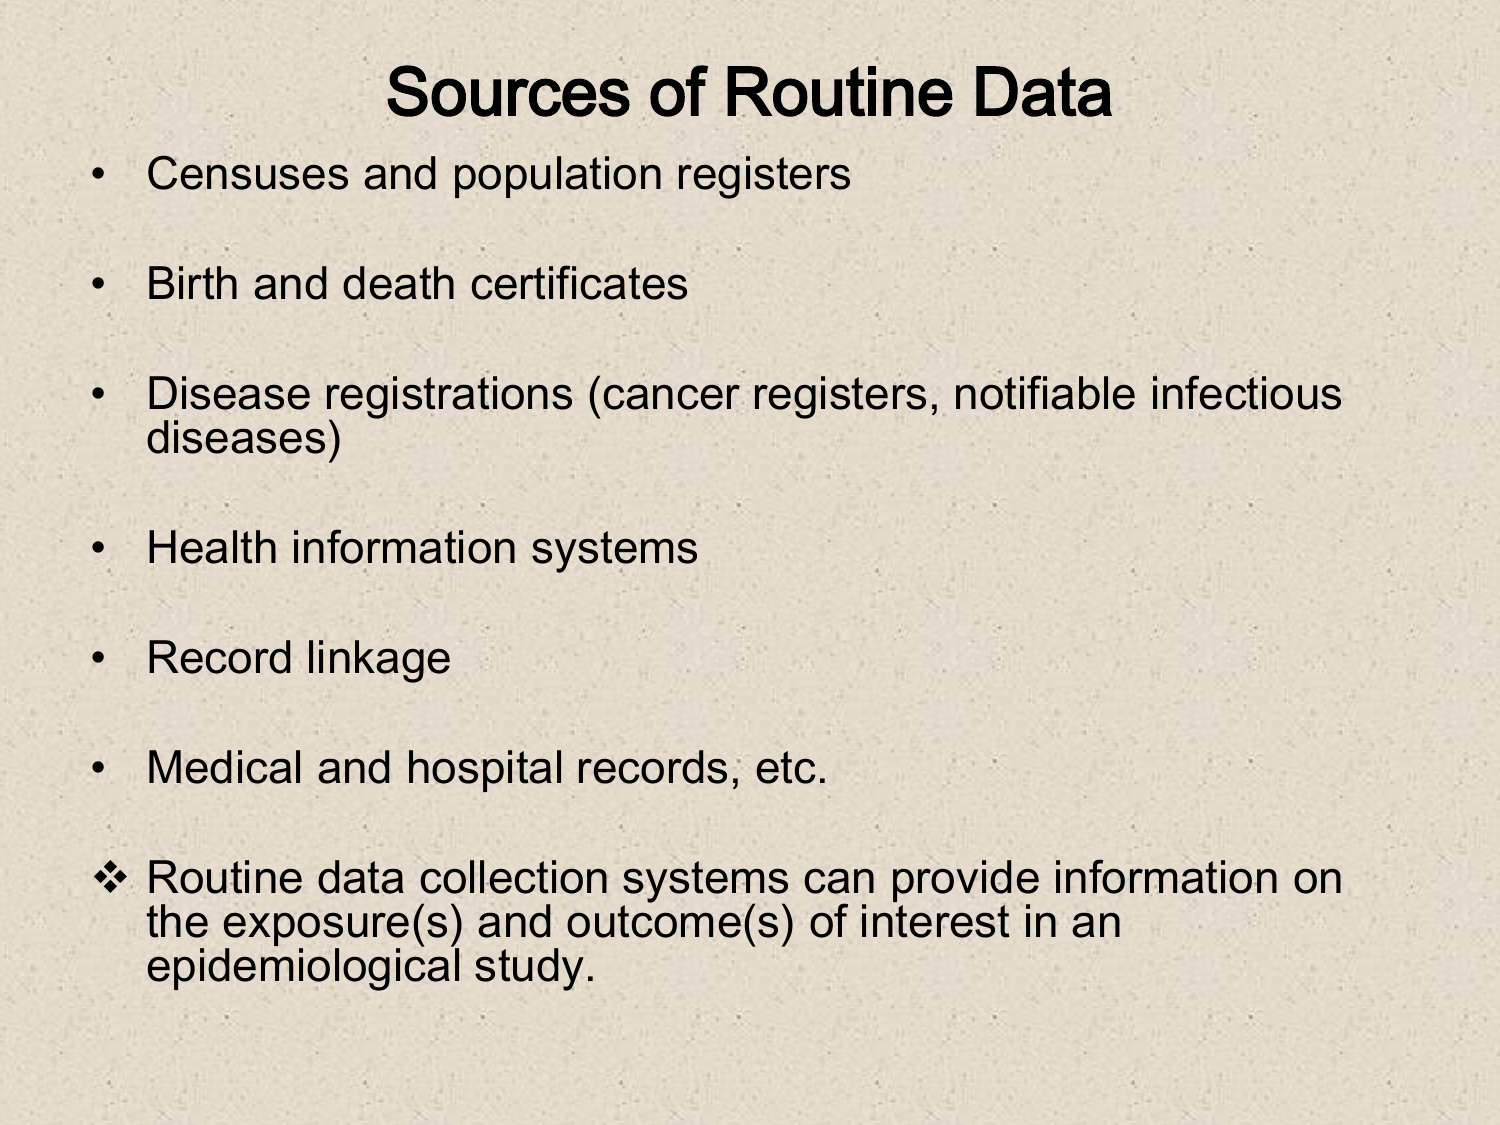 Sources of Routine Data
• Censuses and population registers
• Birth and death certificates
• Disease registrations (cancer registers, notifiable infectious
diseases)
• Health information systems
• Record linkage
• Medical and hospital records, etc.
❖ Routine data collection systems can provide information on
the exposure(s) and outcome(s) of interest in an
epidemiological study.